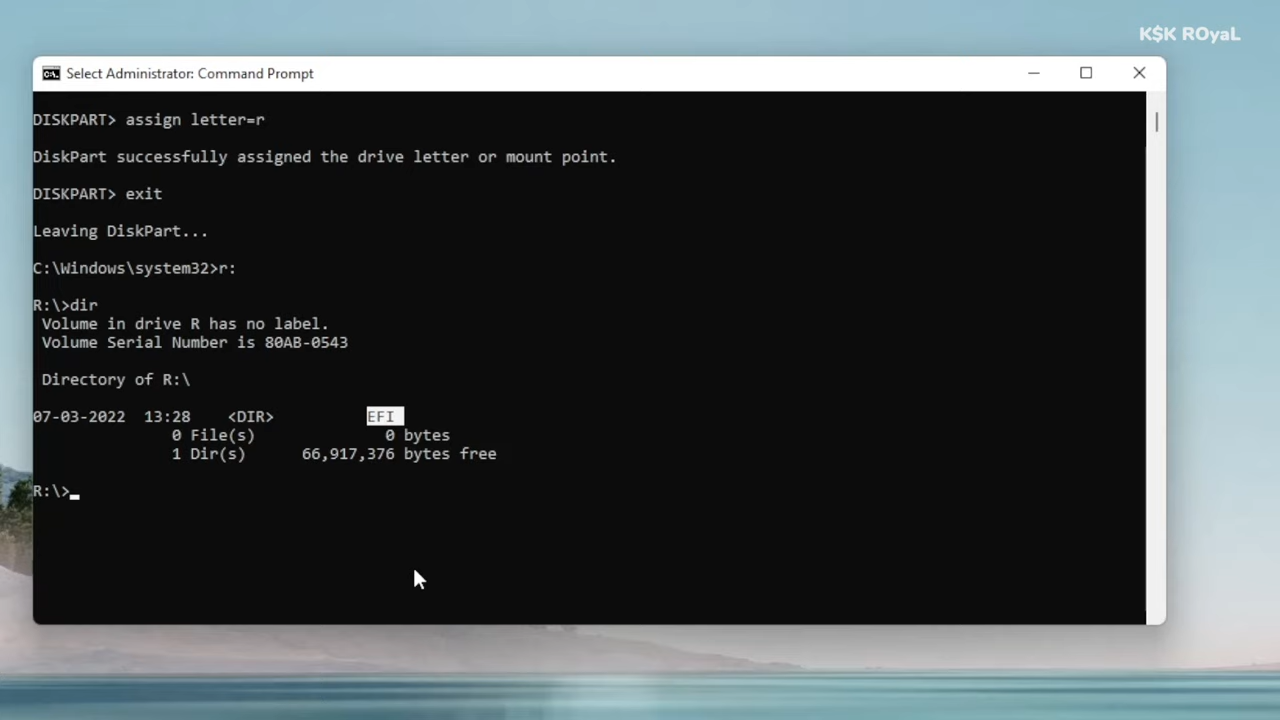 K$K ROyaL
Select Administrator: Command Prompt
DISKPART> assign letter=r
DiskPart successfully assigned the drive letter or mount point.
DISKPART> exit
Leaving DiskPart...
C:\Windows\system32>r:
R:\>dir
Volume in drive R has no label.
Volume Serial Number is 80AB-0543
Directory of R:\
07-03-2022  13:28    <DIR>          EFI
0 File(s)              0 bytes
1 Dir(s)      66,917,376 bytes free
R:\>